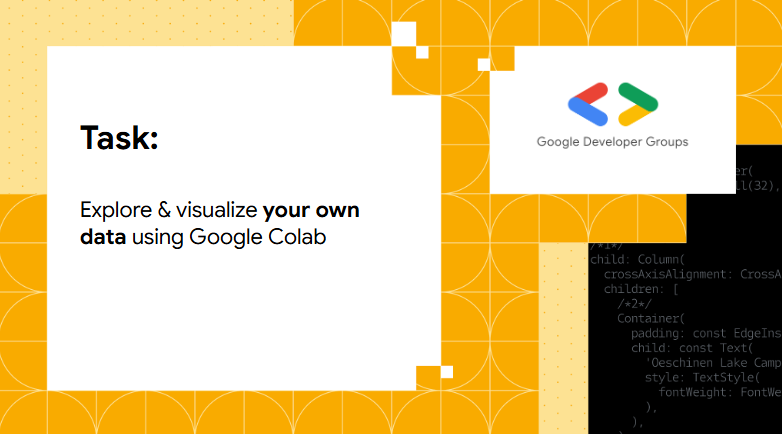 Task:
Explore & visualize your own
data using Google Colab
Google Developer Groups
er(
il(32),
/*1*/
child: Column(
crossAxisAlignment: CrossA
children: [
/*2*/
Container(
padding: const EdgeIns
child: const Text(
'Oeschinen Lake Camp
style: TextStyle(
fontWeight: FontWe
),
),